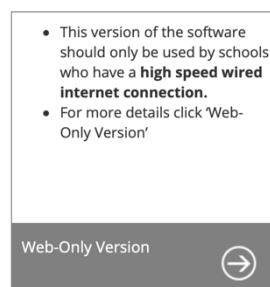 • This version of the software
should only be used by schools
who have a high speed wired
internet connection.
• For more details click ‘Web-
Only Version’
Web-Only Version